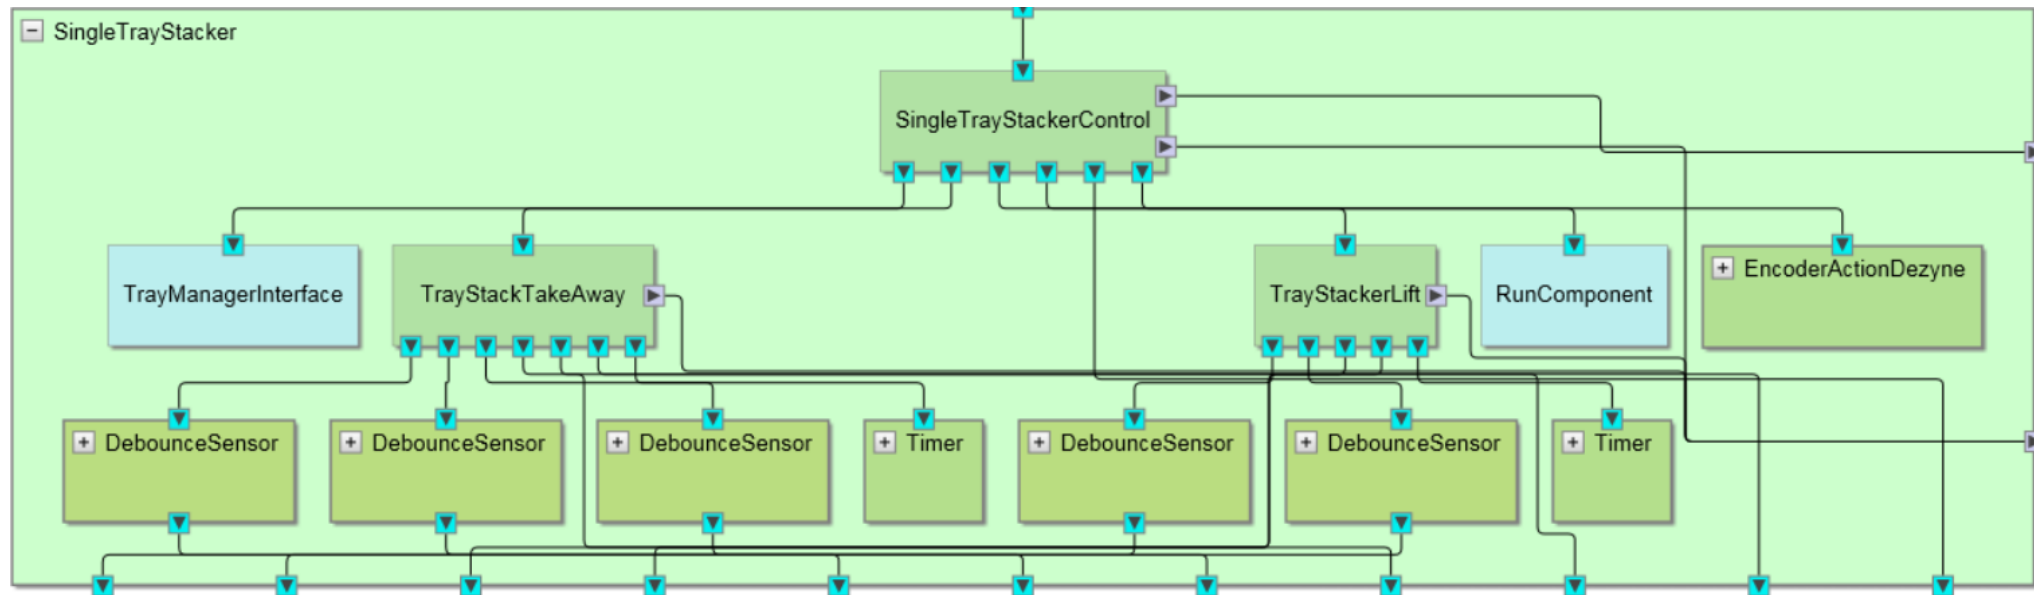 SingleTrayStacker
SingleTrayStackerControl
TrayManagerInterface
TrayStackTakeAway
TrayStackerLift
RunComponent
EncoderActionDezyne
DebounceSensor
DebounceSensor
DebounceSensor
Timer
DebounceSensor
DebounceSensor
Timer